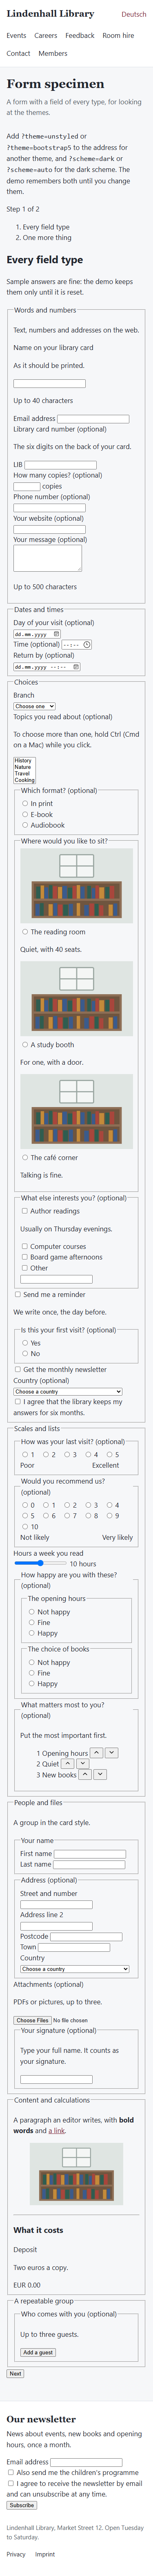 Lindenhall Library
Deutsch
Events Careers Feedback Room hire
Contact Members
Form specimen
A form with a field of every type, for looking
at the themes.
Add ?theme=unstyled or
?theme=bootstrap5 to the address for
another theme, and ?scheme=dark or
?scheme=auto for the dark scheme. The
demo remembers both until you change
them.
Step 1 of 2
1. Every field type
2. One more thing
Every field type
Sample answers are fine: the demo keeps
them only until it is reset.
Words and numbers
Text, numbers and addresses on the web.
Name on your library card
As it should be printed.
Up to 40 characters
Email address
Library card number (optional)
The six digits on the back of your card.
LIB
How many copies? (optional)
copies
Phone number (optional)
Your website (optional)
Your message (optional)
Up to 500 characters
Dates and times
Day of your visit (optional)
dd.mm.yyyy
Time (optional) --:--
Return by (optional)
dd.mm.yyyy --:--
Choices
Branch
Choose one
Topics you read about (optional)
To choose more than one, hold Ctrl (Cmd
on a Mac) while you click.
History
Nature
Travel
Cooking
Which format? (optional)
In print
E-book
Audiobook
Where would you like to sit?
The reading room
Quiet, with 40 seats.
A study booth
For one, with a door.
The café corner
Talking is fine.
What else interests you? (optional)
Author readings
Usually on Thursday evenings.
Computer courses
Board game afternoons
Other
Send me a reminder
We write once, the day before.
Is this your first visit? (optional)
Yes
No
Get the monthly newsletter
Country (optional)
Choose a country
I agree that the library keeps my
answers for six months.
Scales and lists
How was your last visit? (optional)
1 2 3 4 5
Poor Excellent
Would you recommend us?
(optional)
0 1 2 3 4
5 6 7 8 9
10
Not likely Very likely
Hours a week you read
10 hours
How happy are you with these?
(optional)
The opening hours
Not happy
Fine
Happy
The choice of books
Not happy
Fine
Happy
What matters most to you?
(optional)
Put the most important first.
1 Opening hours
2 Quiet
3 New books
People and files
A group in the card style.
Your name
First name
Last name
Address (optional)
Street and number
Address line 2
Postcode
Town
Country
Choose a country
Attachments (optional)
PDFs or pictures, up to three.
Choose Files No file chosen
Your signature (optional)
Type your full name. It counts as
your signature.
Content and calculations
A paragraph an editor writes, with bold
words and a link.
What it costs
Deposit
Two euros a copy.
EUR 0.00
A repeatable group
Who comes with you (optional)
Up to three guests.
Add a guest
Next
Our newsletter
News about events, new books and opening
hours, once a month.
Email address
Also send me the children's programme
I agree to receive the newsletter by email
and can unsubscribe at any time.
Subscribe
Lindenhall Library, Market Street 12. Open Tuesday
to Saturday.
Privacy Imprint